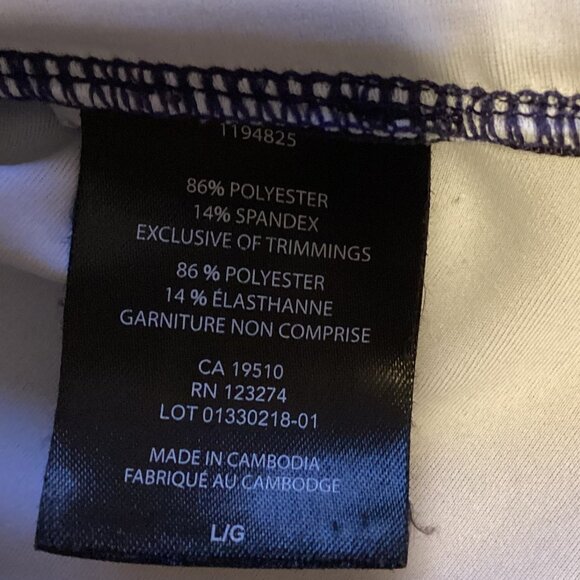 1194825
86% POLYESTER
14% SPANDEX
EXCLUSIVE OF TRIMMINGS
86 % POLYESTER
14 % ÉLASTHANNE
GARNITURE NON COMPRISE
CA 19510
RN 123274
LOT 01330218-01
MADE IN CAMBODIA
FABRIQUÉ AU CAMBODGE
L/G